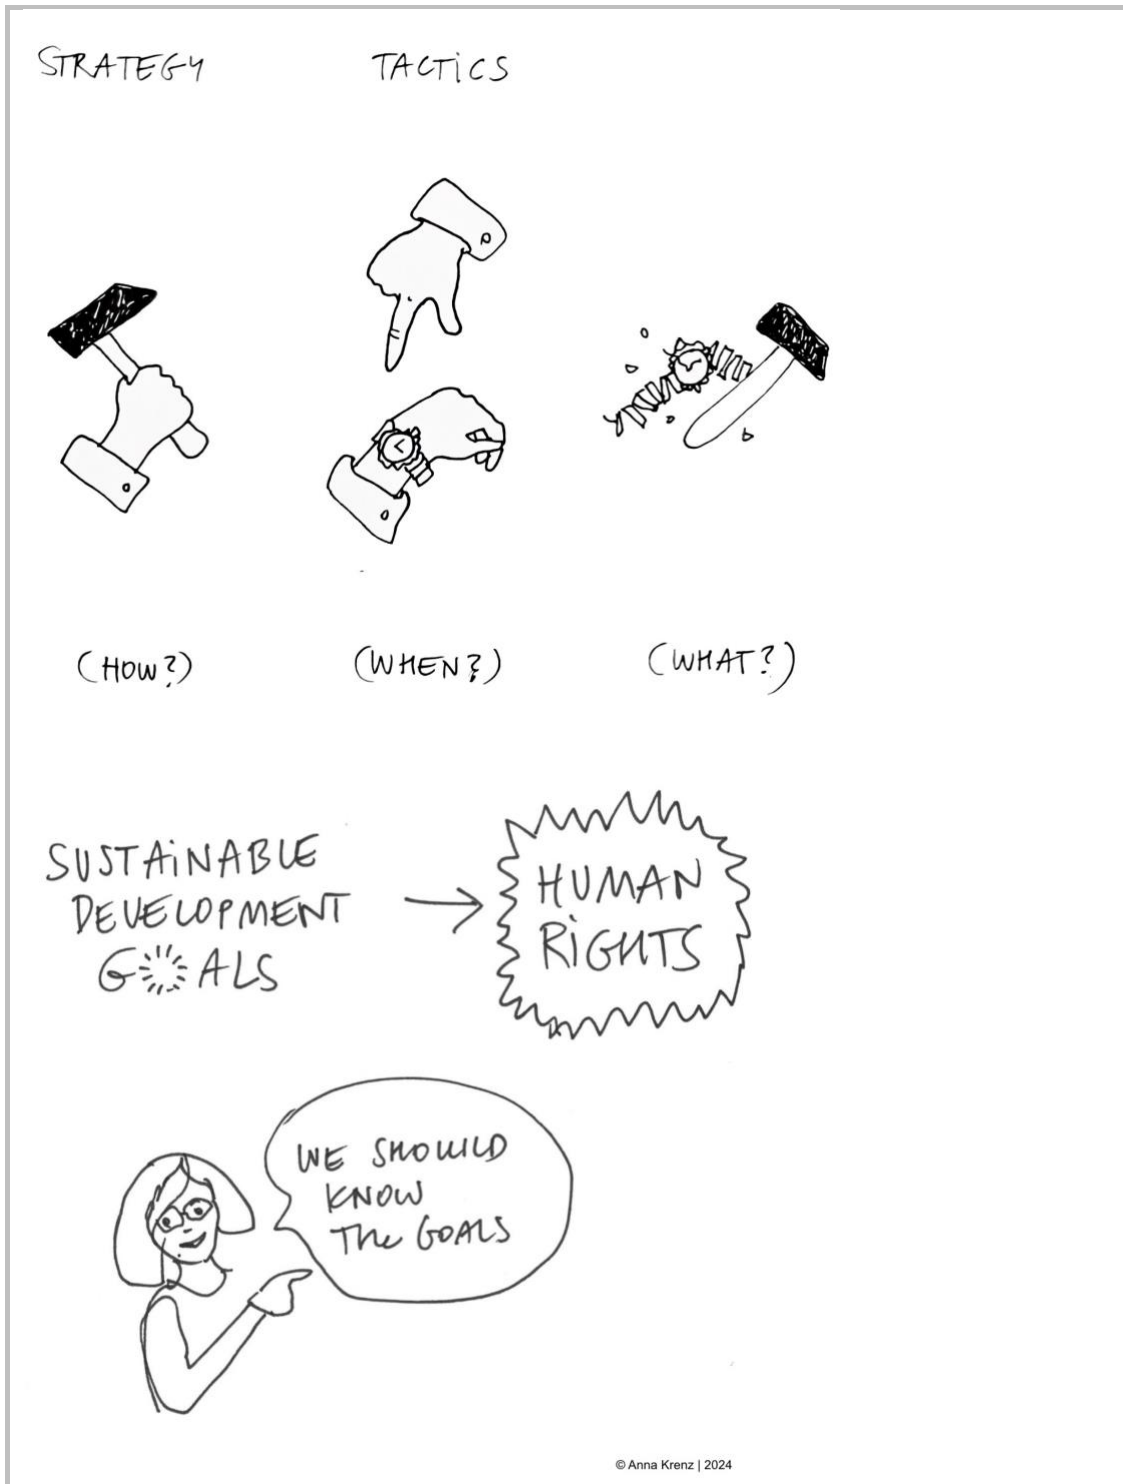 STRATEGY TACTICS
(HOW?) (WHEN?) (WHAT?)
SUSTAINABLE
DEVELOPMENT
GOALS
HUMAN
RIGHTS
WE SHOULD
KNOW
The GOALS
© Anna Krenz | 2024